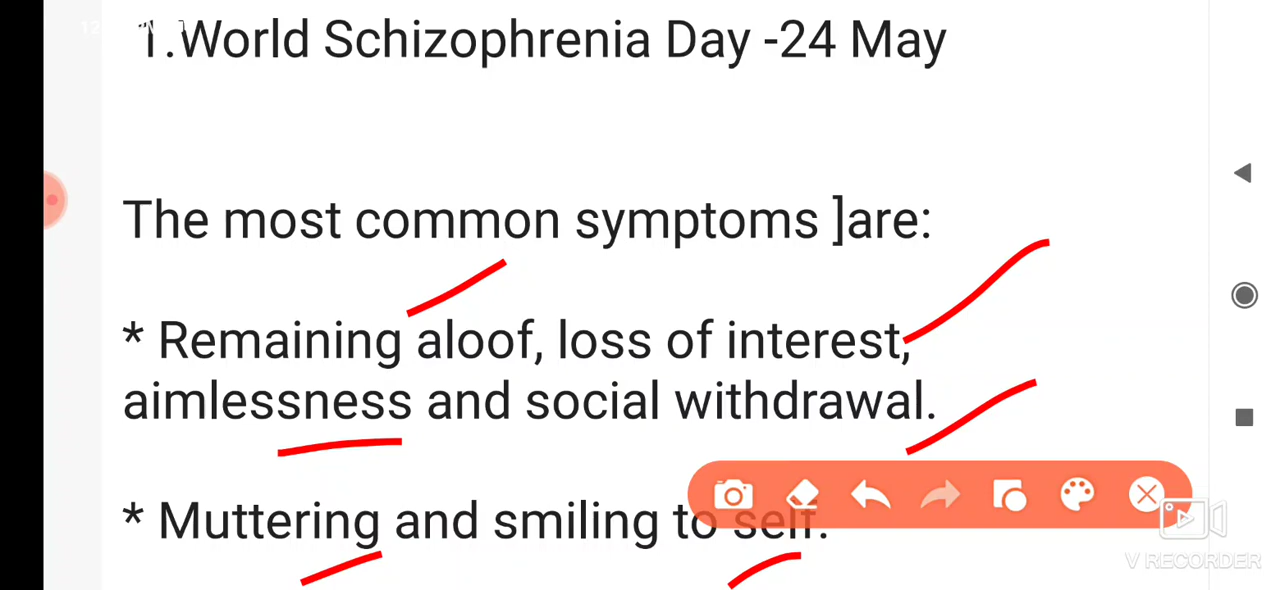 1.World Schizophrenia Day -24 May
The most common symptoms ]are:
* Remaining aloof, loss of interest,
aimlessness and social withdrawal.
* Muttering and smiling to self.
V RECORDER